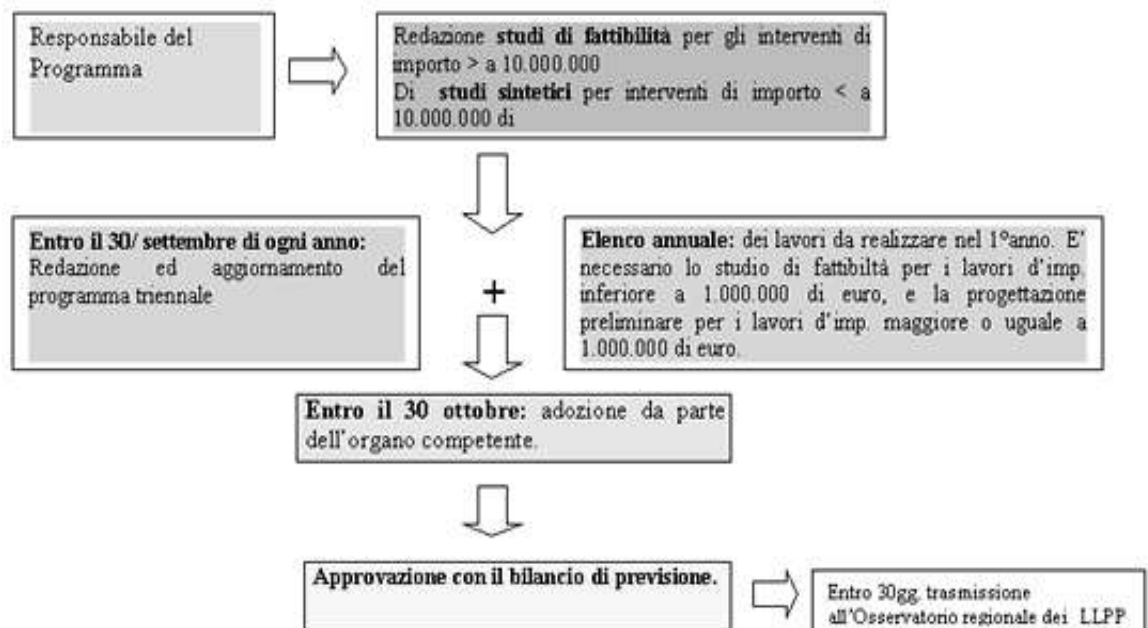 Responsabile del
Programma
Redazione studi di fattibilità per gli interventi di
importo > a 10.000.000
Di studi sintetici per interventi di importo < a
10.000.000 di
Entro il 30/ settembre di ogni anno:
Redazione ed aggiornamento del
programma triennale
+
Elenco annuale: dei lavori da realizzare nel 1°anno. E'
necessario lo studio di fattibiltà per i lavori d'imp.
inferiore a 1.000.000 di euro, e la progettazione
preliminare per i lavori d'imp. maggiore o uguale a
1.000.000 di euro.
Entro il 30 ottobre: adozione da parte
dell'organo competente.
Approvazione con il bilancio di previsione.
Entro 30gg. trasmissione
all'Osservatorio regionale dei LLPP